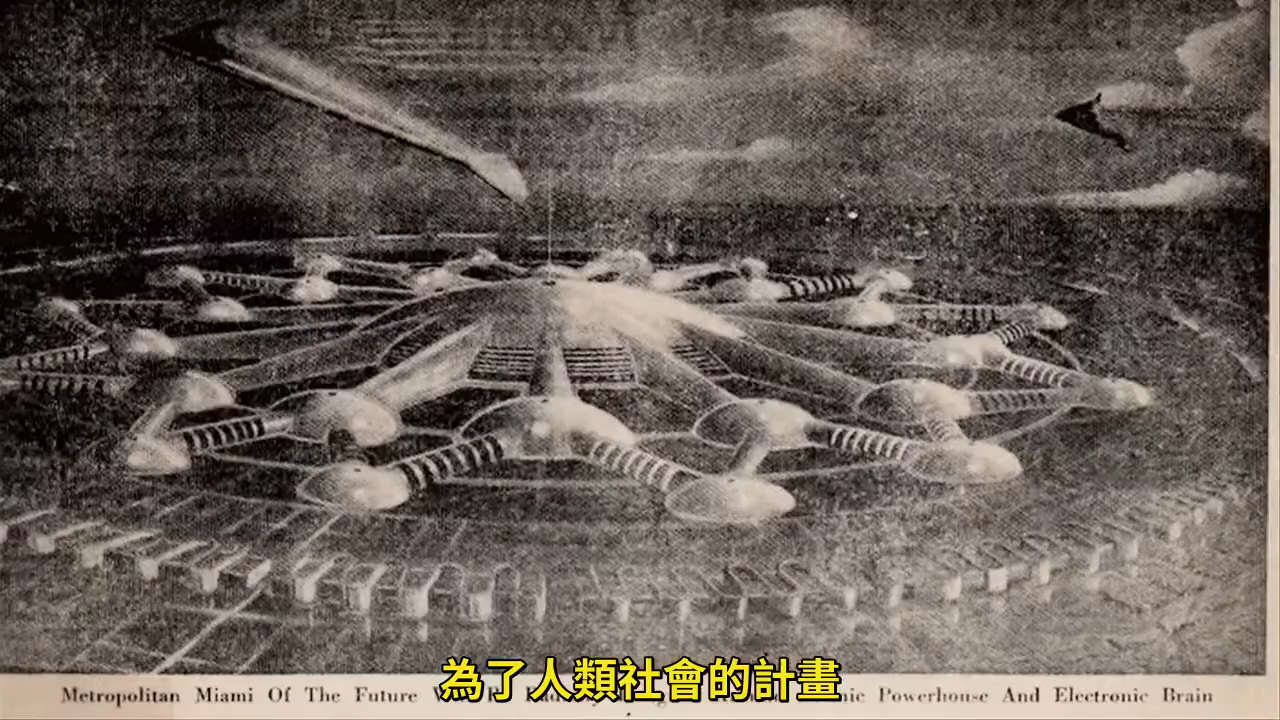 為了人類社會的計畫
Metropolitan Miami Of The Future Powerhouse And Electronic Brain